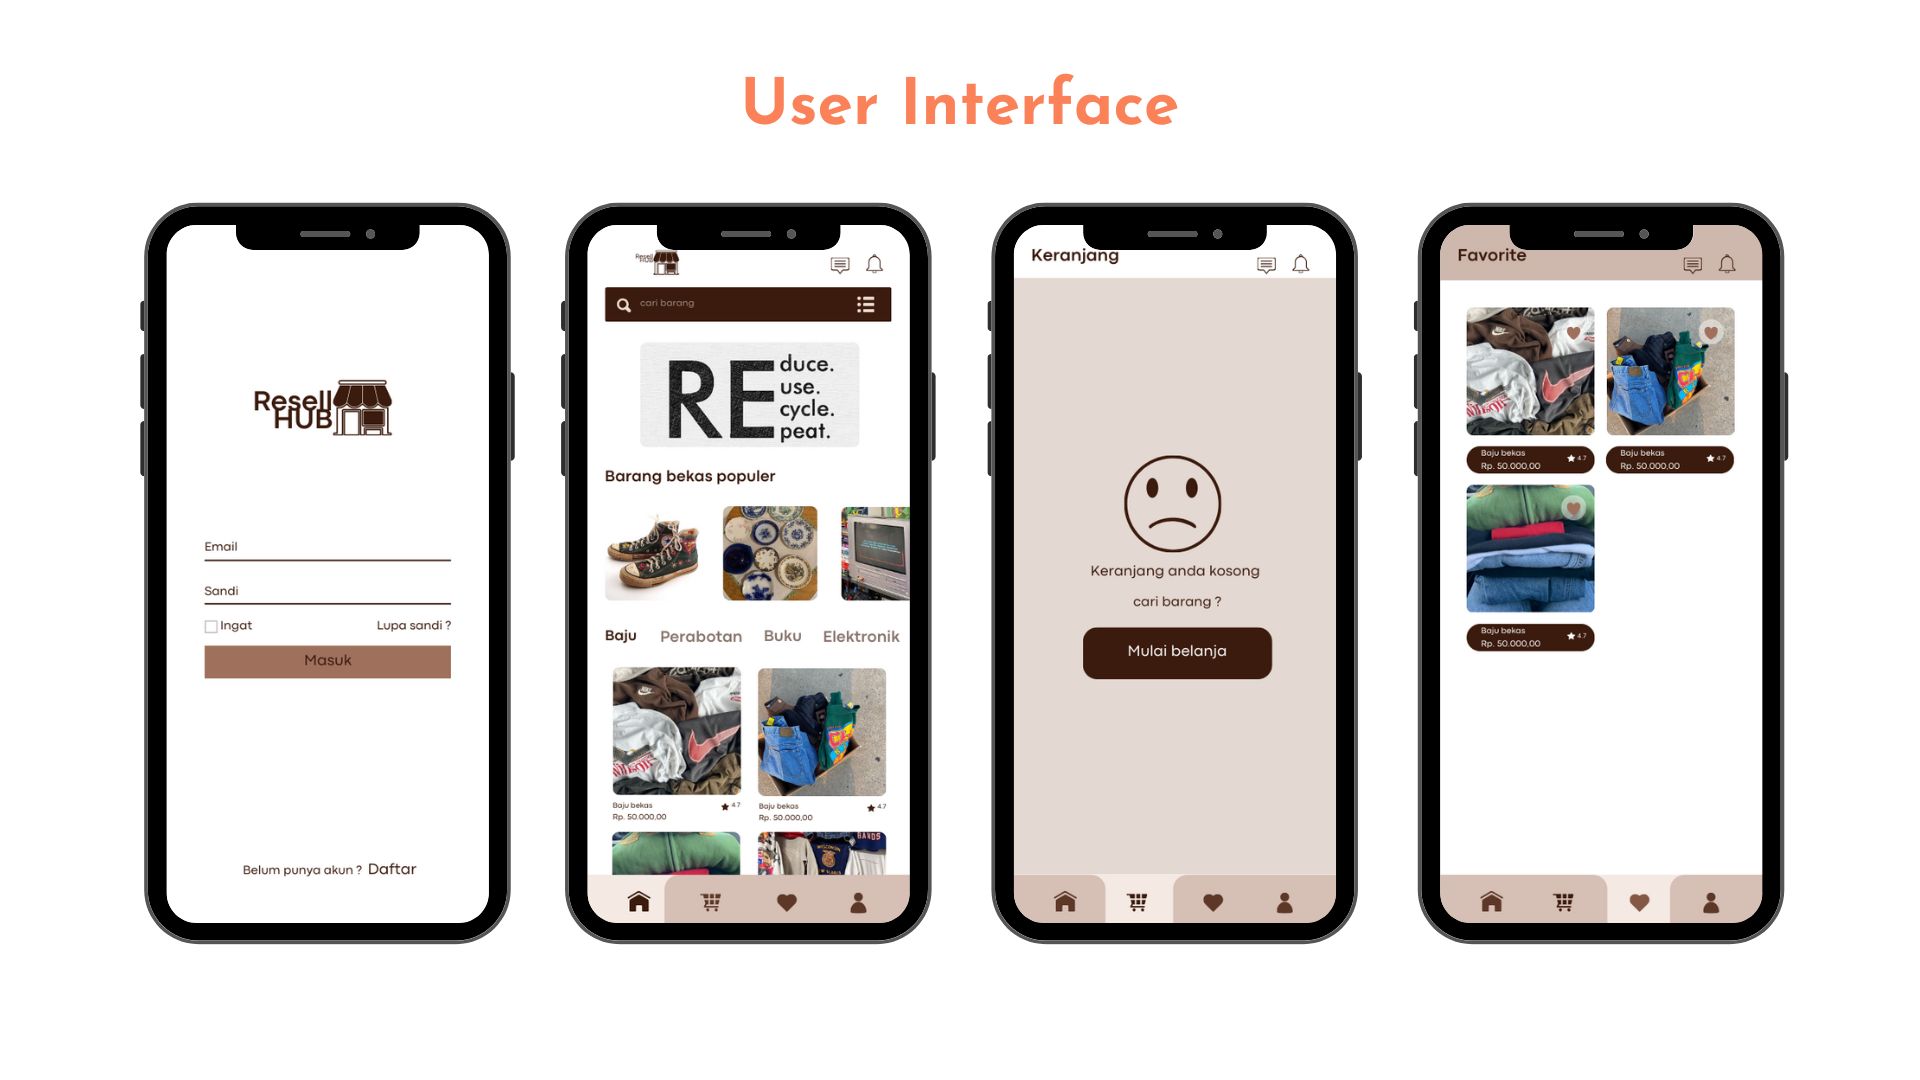 User Interface
Resell
HUB
Email
Sandi
Ingat
Lupa sandi ?
Masuk
Belum punya akun ? Daftar
Resell
HUB
cari barang
RE
duce.
use.
cycle.
peat.
Barang bekas populer
Baju
Perabotan
Buku
Elektronik
Baju bekas
4.7
Rp. 50.000,00
Baju bekas
4.7
Rp. 50.000,00
Keranjang
Keranjang anda kosong
cari barang ?
Mulai belanja
Favorite
Baju bekas
Rp. 50.000,00
4.7
Baju bekas
Rp. 50.000,00
4.7
Baju bekas
Rp. 50.000,00
4.7